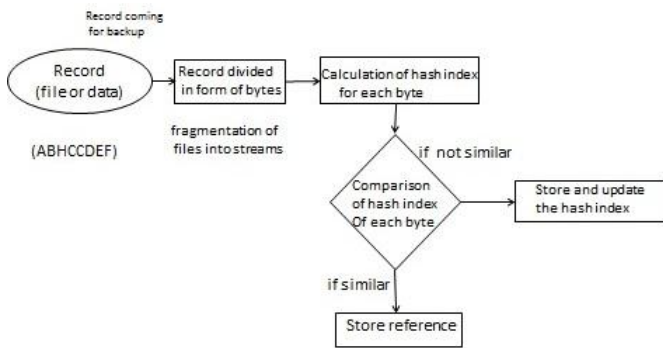 Record coming
for backup
Record
(file or data)
Record divided
in form of bytes
Calculation of hash index
for each byte
(ABHCCDEF)
fragmentation of
files into streams
if not similar
Comparison
of hash index
Of each byte
Store and update
the hash index
if similar
Store reference